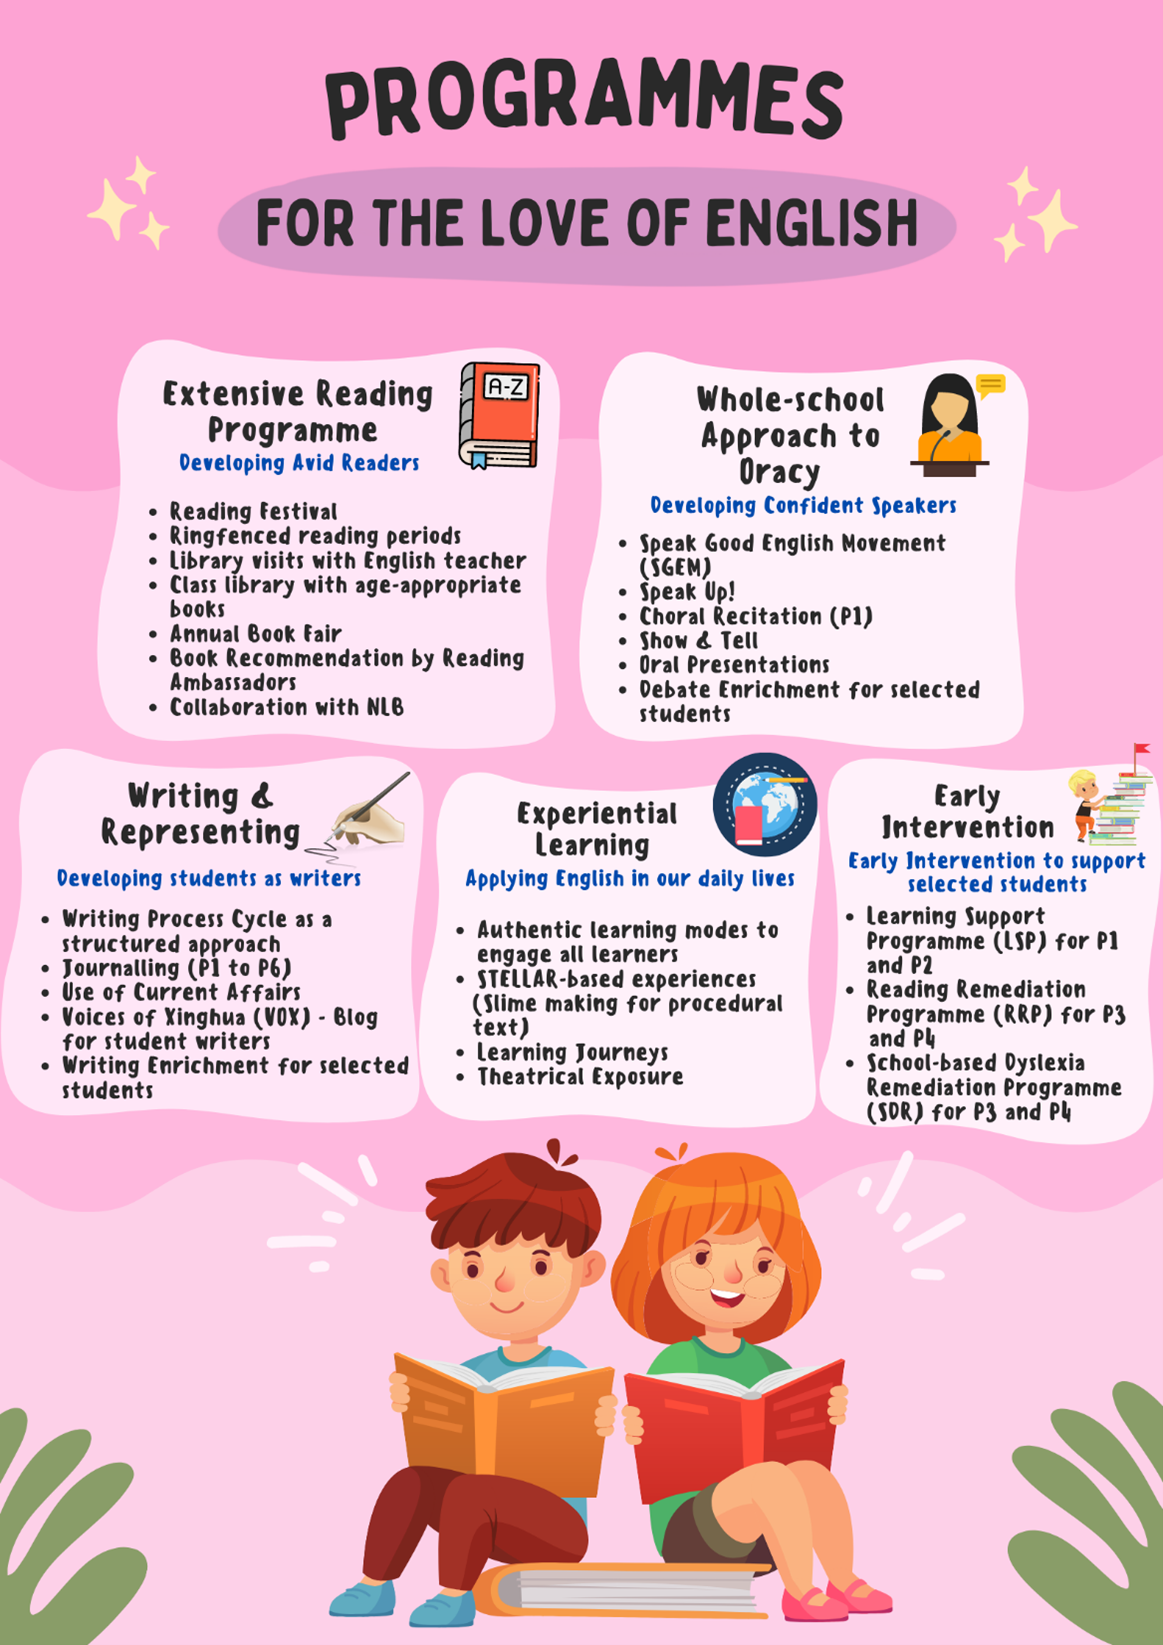 PROGRAMMES
FOR THE LOVE OF ENGLISH
Extensive Reading
Programme
Developing Avid Readers
• Reading Festival
• Ringfenced reading periods
• Library visits with English teacher
• Class library with age-appropriate
books
• Annual Book Fair
• Book Recommendation by Reading
Ambassadors
• Collaboration with NLB
A-Z
Whole-school
Approach to
Oracy
Developing Confident Speakers
• Speak Good English Movement
(SGEM)
• Speak Up!
• Choral Recitation (P1)
• Show & Tell
• Oral Presentations
• Debate Enrichment for selected
students
Writing &
Representing
Developing students as writers
• Writing Process Cycle as a
structured approach
• Journalling (P1 to P6)
• Use of Current Affairs
• Voices of Xinghua (VOX) - Blog
for student writers
• Writing Enrichment for selected
students
Experiential
Learning
Applying English in our daily lives
• Authentic learning modes to
engage all learners
• STELLAR-based experiences
(Slime making for procedural
text)
• Learning Journeys
• Theatrical Exposure
Early
Intervention
Early Intervention to support
selected students
• Learning Support
Programme (LSP) for P1
and P2
• Reading Remediation
Programme (RRP) for P3
and P4
• School-based Dyslexia
Remediation Programme
(SDR) for P3 and P4